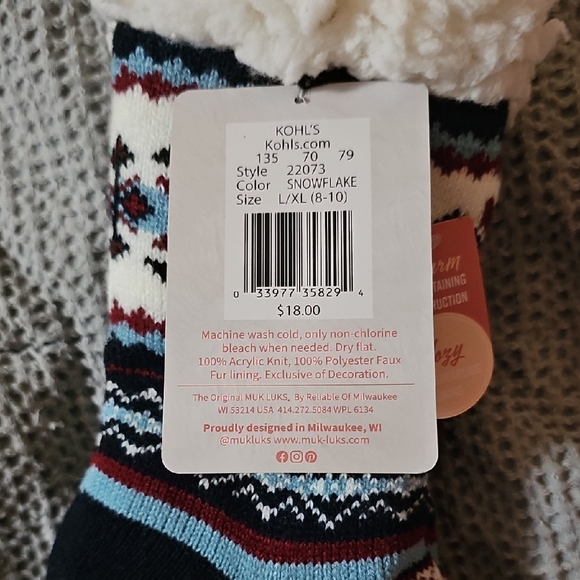 KOHL'S
Kohls.com
135 70 79
Style 22073
Color SNOWFLAKE
Size L/XL (8-10)
0 33977 35829 4
$18.00
Machine wash cold, only non-chlorine
bleach when needed. Dry flat.
100% Acrylic Knit, 100% Polyester Faux
Fur lining. Exclusive of Decoration.
The Original MUK LUKS, By Reliable Of Milwaukee
WI 53214 USA 414.272.5084 WPL 6134
Proudly designed in Milwaukee, WI
@mukluks www.muk-luks.com